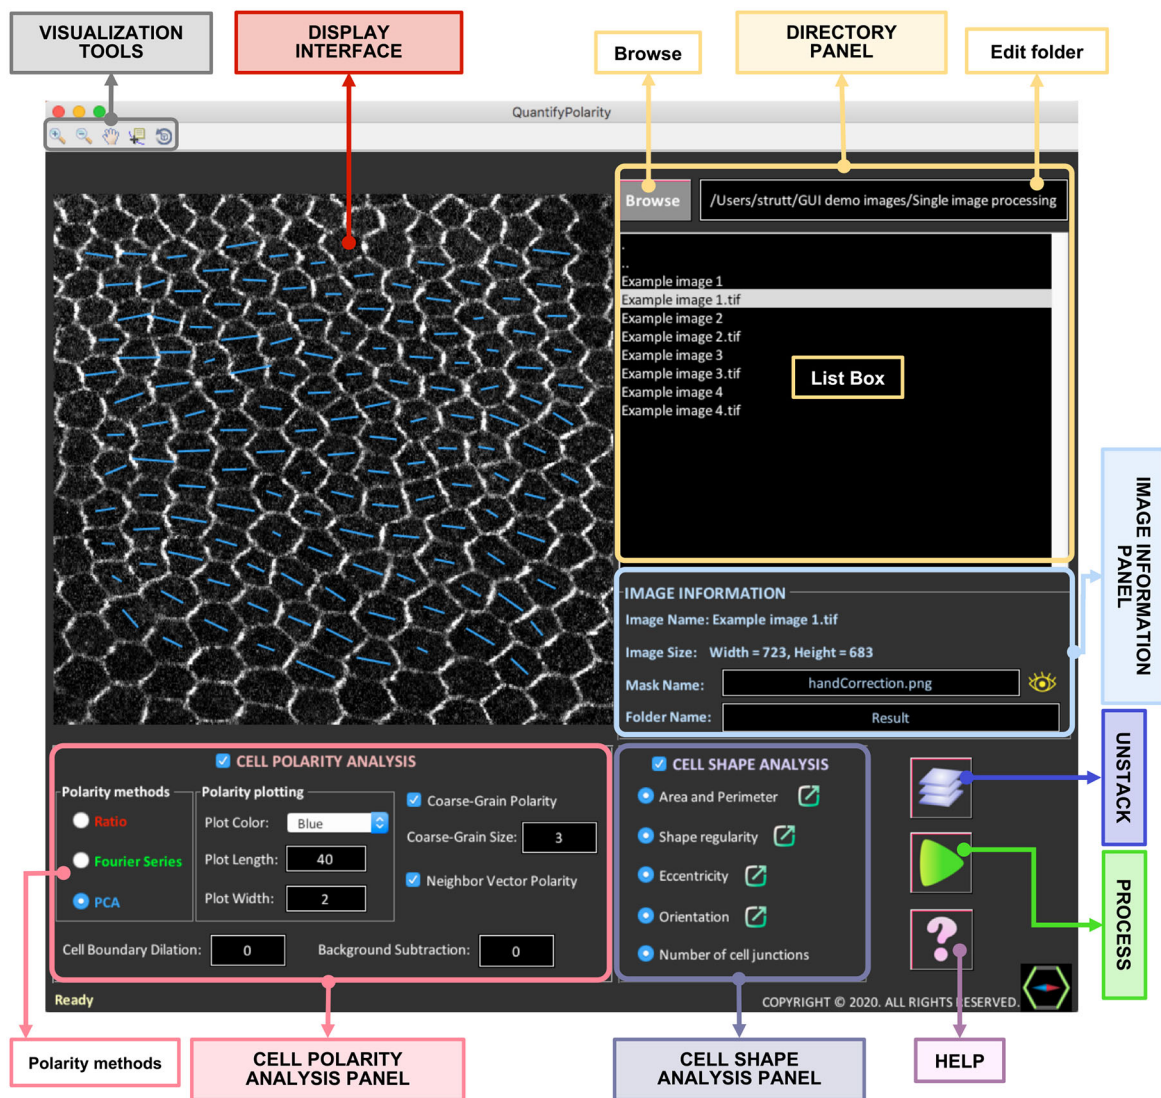 VISUALIZATION
TOOLS
DISPLAY
INTERFACE
Browse
DIRECTORY
PANEL
Edit folder
QuantifyPolarity
Browse
/Users/strutt/GUI demo images/Single image processing
.
..
Example image 1
Example image 1.tif
Example image 2
Example image 2.tif
Example image 3
Example image 3.tif
Example image 4
Example image 4.tif
List Box
IMAGE INFORMATION
PANEL
IMAGE INFORMATION
Image Name: Example image 1.tif
Image Size: Width = 723, Height = 683
Mask Name: handCorrection.png
Folder Name: Result
UNSTACK
PROCESS
CELL POLARITY ANALYSIS
Polarity methods
Ratio
Fourier Series
PCA
Polarity plotting
Plot Color: Blue
Plot Length: 40
Plot Width: 2
Coarse-Grain Polarity
Coarse-Grain Size: 3
Neighbor Vector Polarity
Cell Boundary Dilation: 0
Background Subtraction: 0
CELL SHAPE ANALYSIS
Area and Perimeter
Shape regularity
Eccentricity
Orientation
Number of cell junctions
?
Ready
COPYRIGHT © 2020. ALL RIGHTS RESERVED.
Polarity methods
CELL POLARITY
ANALYSIS PANEL
CELL SHAPE
ANALYSIS PANEL
HELP